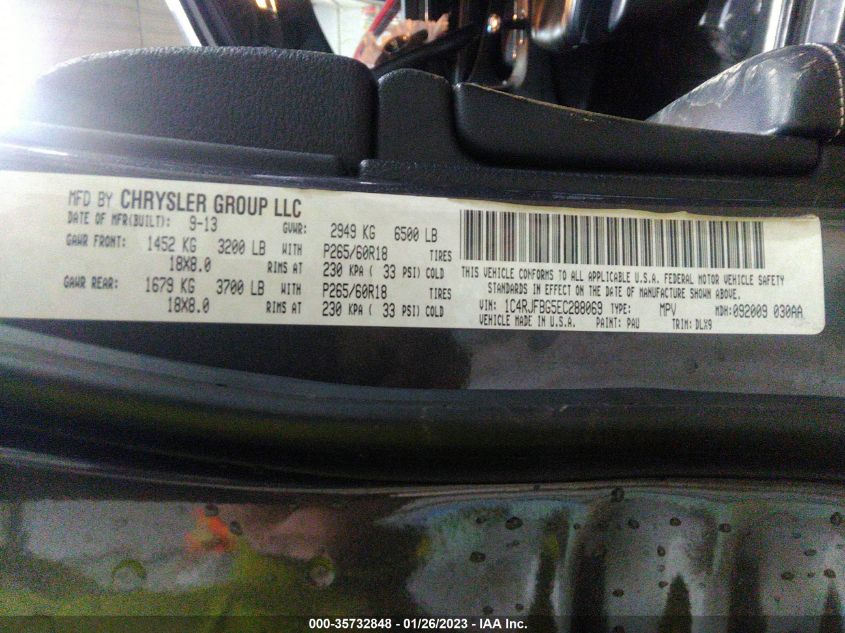 MFD BY CHRYSLER GROUP LLC
DATE OF MFR(BUILT): 9-13 GVWR: 2949 KG 6500 LB
GAWR FRONT: 1452 KG 3200 LB WITH P265/60R18 TIRES
18X8.0 RIMS AT 230 KPA ( 33 PSI) COLD
GAWR REAR: 1679 KG 3700 LB WITH P265/60R18 TIRES
18X8.0 RIMS AT 230 KPA ( 33 PSI) COLD
THIS VEHICLE CONFORMS TO ALL APPLICABLE U.S.A. FEDERAL MOTOR VEHICLE SAFETY
STANDARDS IN EFFECT ON THE DATE OF MANUFACTURE SHOWN ABOVE.
VIN: 1C4RJFBG5EC288069 TYPE: MPV MDH:092009 030AA
VEHICLE MADE IN U.S.A. PAINT: PAU TRIM: DLX9
000-35732848 - 01/26/2023 - IAA Inc.